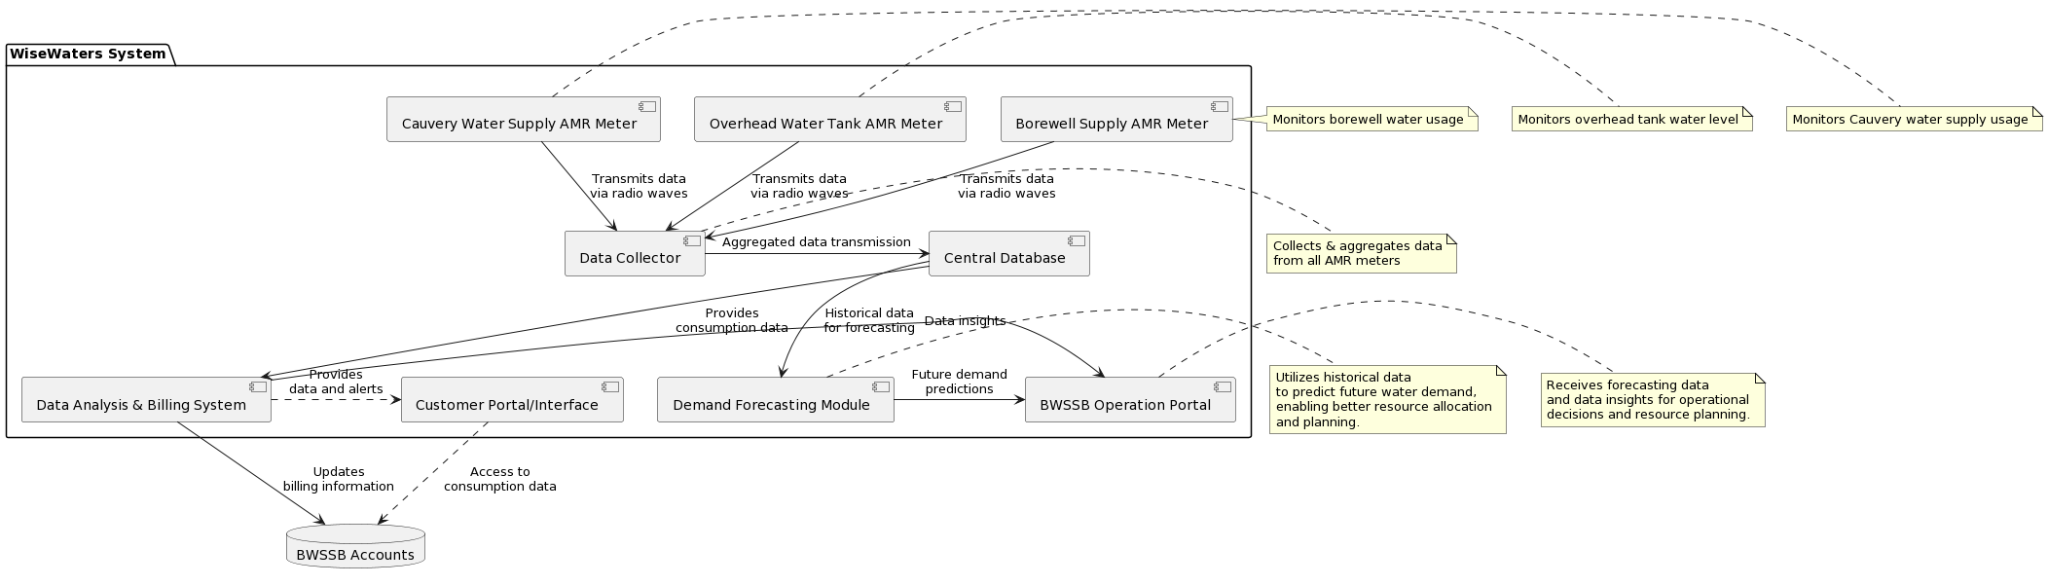 WiseWaters System
Cauvery Water Supply AMR Meter
Overhead Water Tank AMR Meter
Borewell Supply AMR Meter
Monitors borewell water usage
Monitors overhead tank water level
Monitors Cauvery water supply usage
Transmits data
via radio waves
Transmits data
via radio waves
Transmits data
via radio waves
Data Collector
Aggregated data transmission
Central Database
Collects & aggregates data
from all AMR meters
Provides
consumption data
Historical data
for forecasting
Data insights
Data Analysis & Billing System
Provides
data and alerts
Customer Portal/Interface
Demand Forecasting Module
Future demand
predictions
BWSSB Operation Portal
Utilizes historical data
to predict future water demand,
enabling better resource allocation
and planning.
Receives forecasting data
and data insights for operational
decisions and resource planning.
Updates
billing information
Access to
consumption data
BWSSB Accounts